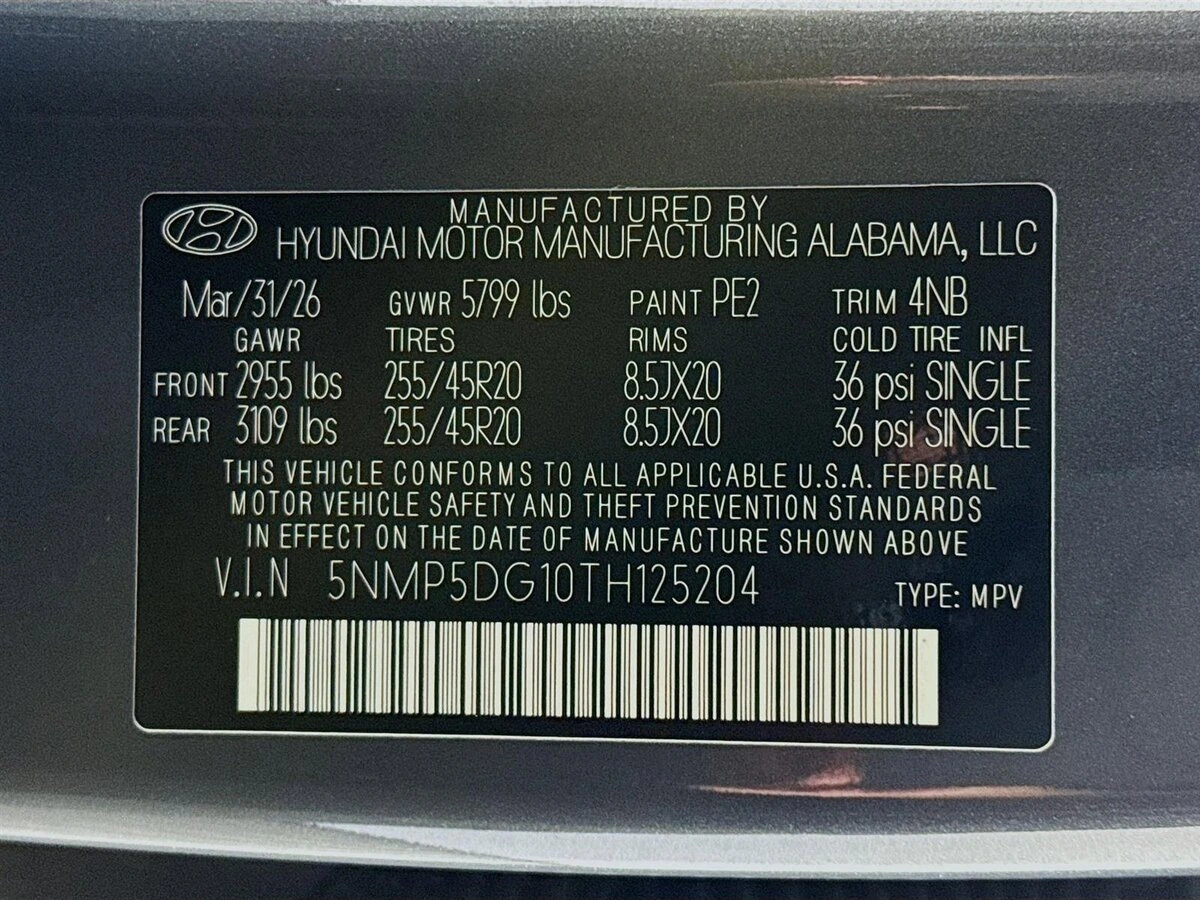 MANUFACTURED BY
HYUNDAI MOTOR MANUFACTURING ALABAMA, LLC
Mar/31/26 GVWR 5799 lbs PAINT PE2 TRIM 4NB
GAWR TIRES RIMS COLD TIRE INFL
FRONT 2955 lbs 255/45R20 8.5JX20 36 psi SINGLE
REAR 3109 lbs 255/45R20 8.5JX20 36 psi SINGLE
THIS VEHICLE CONFORMS TO ALL APPLICABLE U.S.A. FEDERAL
MOTOR VEHICLE SAFETY AND THEFT PREVENTION STANDARDS
IN EFFECT ON THE DATE OF MANUFACTURE SHOWN ABOVE
V.I.N 5NMP5DG10TH125204 TYPE: MPV